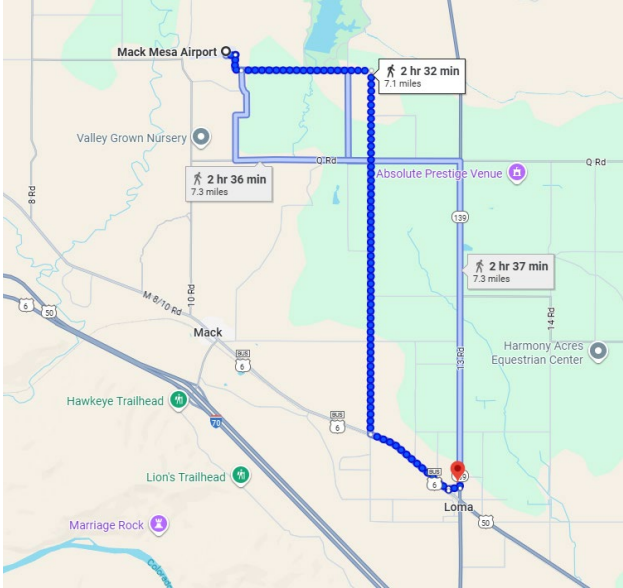 Mack Mesa Airport
2 hr 32 min
7.1 miles
Valley Grown Nursery
Q Rd
Q Rd
Absolute Prestige Venue
2 hr 36 min
7.3 miles
8 Rd
139
2 hr 37 min
7.3 miles
6
50
M 8/10 Rd
10 Rd
14 Rd
Mack
Harmony Acres
Equestrian Center
BUS
6
13 Rd
Hawkeye Trailhead
70
BUS
6
Lion's Trailhead
BUS
6
Loma
50
Marriage Rock